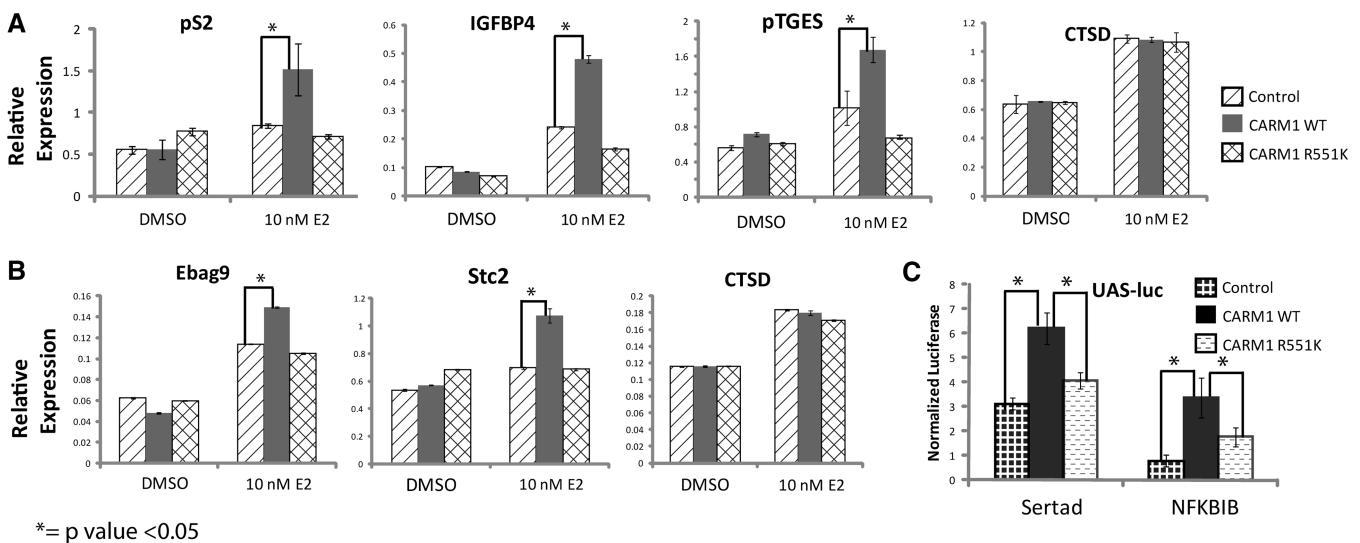 A
pS2
Relative Expression
2
1.5
1
0.5
0
*
DMSO
10 nM E2
IGFBP4
0.6
0.5
0.4
0.3
0.2
0.1
0
*
DMSO
10 nM E2
pTGES
2
1.6
1.2
0.8
0.4
0
*
DMSO
10 nM E2
CTSD
1.2
1
0.8
0.6
0.4
0.2
0
DMSO
10 nM E2
Control
CARM1 WT
CARM1 R551K
B
Ebag9
Relative Expression
0.16
0.14
0.12
0.1
0.08
0.06
0.04
0.02
0
*
DMSO
10 nM E2
Stc2
1.2
1
0.8
0.6
0.4
0.2
0
*
DMSO
10 nM E2
CTSD
0.2
0.18
0.16
0.14
0.12
0.1
0.08
0.06
0.04
0.02
0
DMSO
10 nM E2
C
UAS-luc
Normalized Luciferase
8
7
6
5
4
3
2
1
0
* *
* *
Sertad
NFKBIB
Control
CARM1 WT
CARM1 R551K
*= p value <0.05